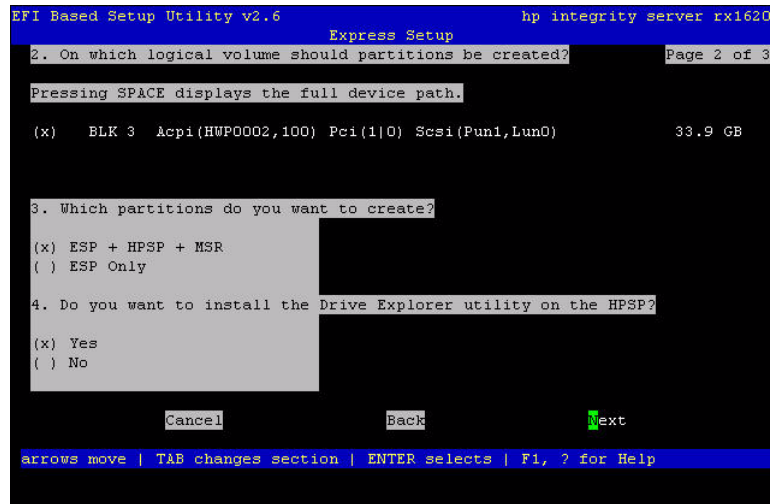 EFI Based Setup Utility v2.6 hp integrity server rx1620
Express Setup
2. On which logical volume should partitions be created? Page 2 of 3
Pressing SPACE displays the full device path.
(x) BLK 3 Acpi(HWP0002,100) Pci(1|0) Scsi(Pun1,Lun0) 33.9 GB
3. Which partitions do you want to create?
(x) ESP + HPSP + MSR
( ) ESP Only
4. Do you want to install the Drive Explorer utility on the HPSP?
(x) Yes
( ) No
Cancel Back Next
arrows move | TAB changes section | ENTER selects | F1, ? for Help